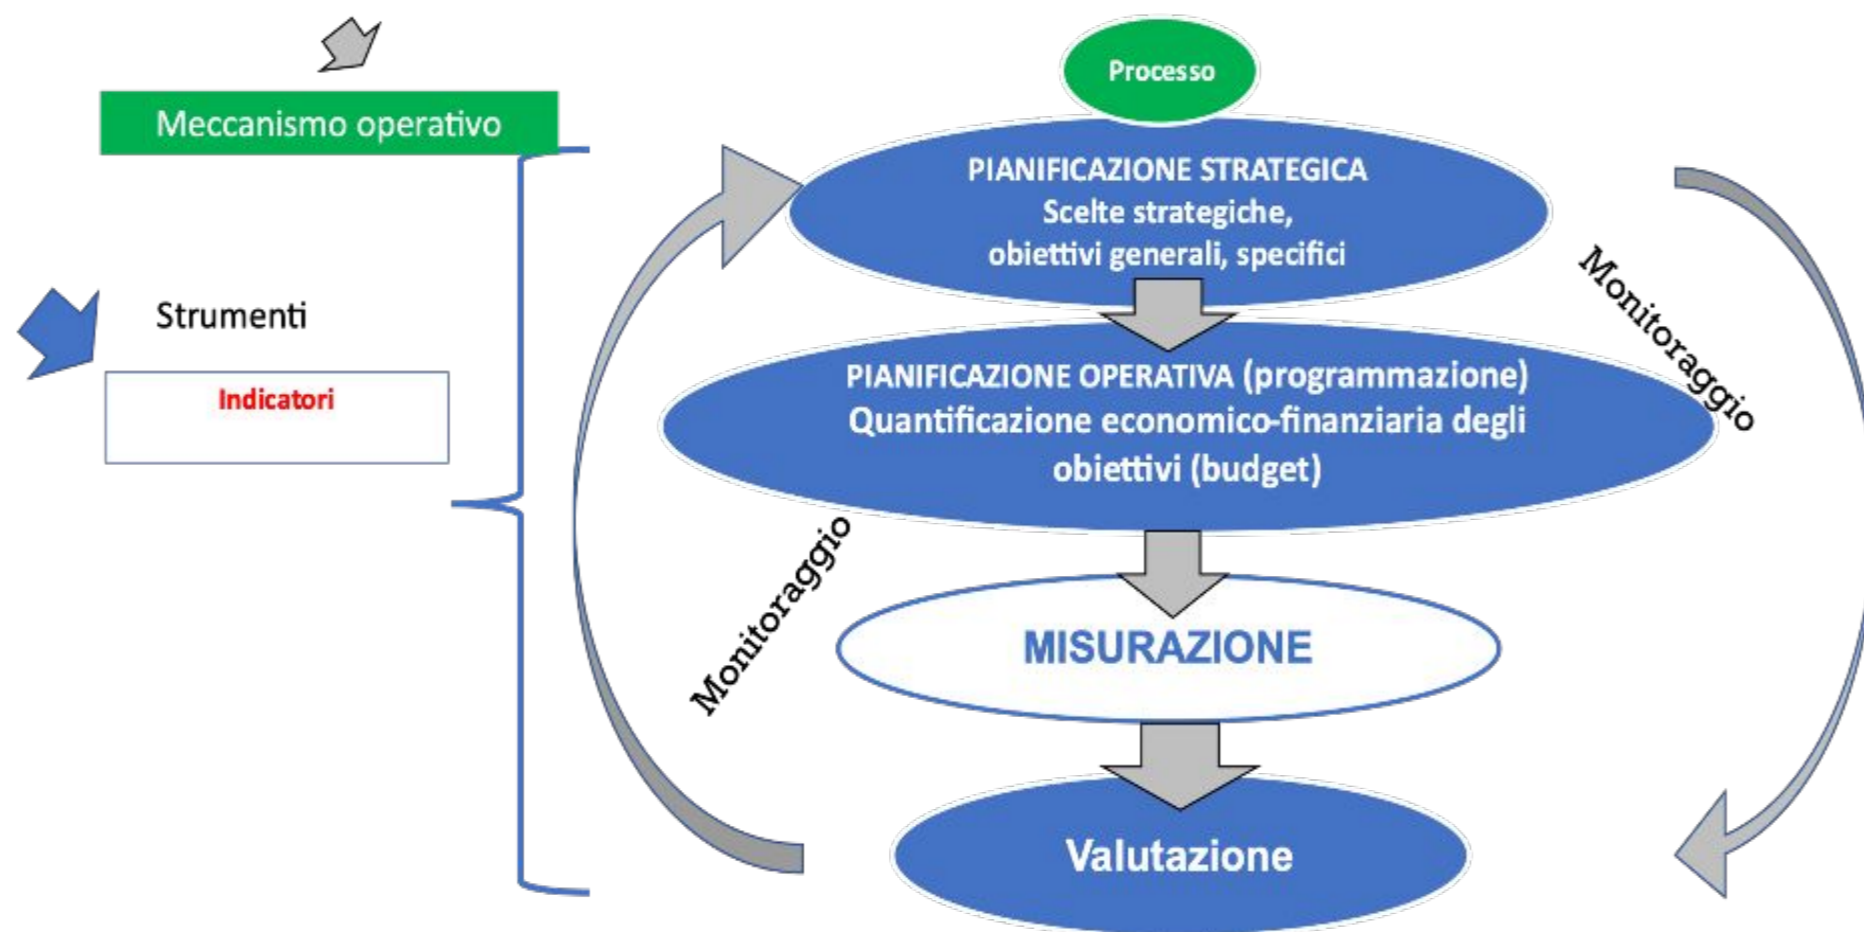 Meccanismo operativo
Strumenti
Indicatori
Processo
PIANIFICAZIONE STRATEGICA
Scelte strategiche,
obiettivi generali, specifici
PIANIFICAZIONE OPERATIVA (programmazione)
Quantificazione economico-finanziaria degli
obiettivi (budget)
MISURAZIONE
Valutazione
Monitoraggio
Monitoraggio